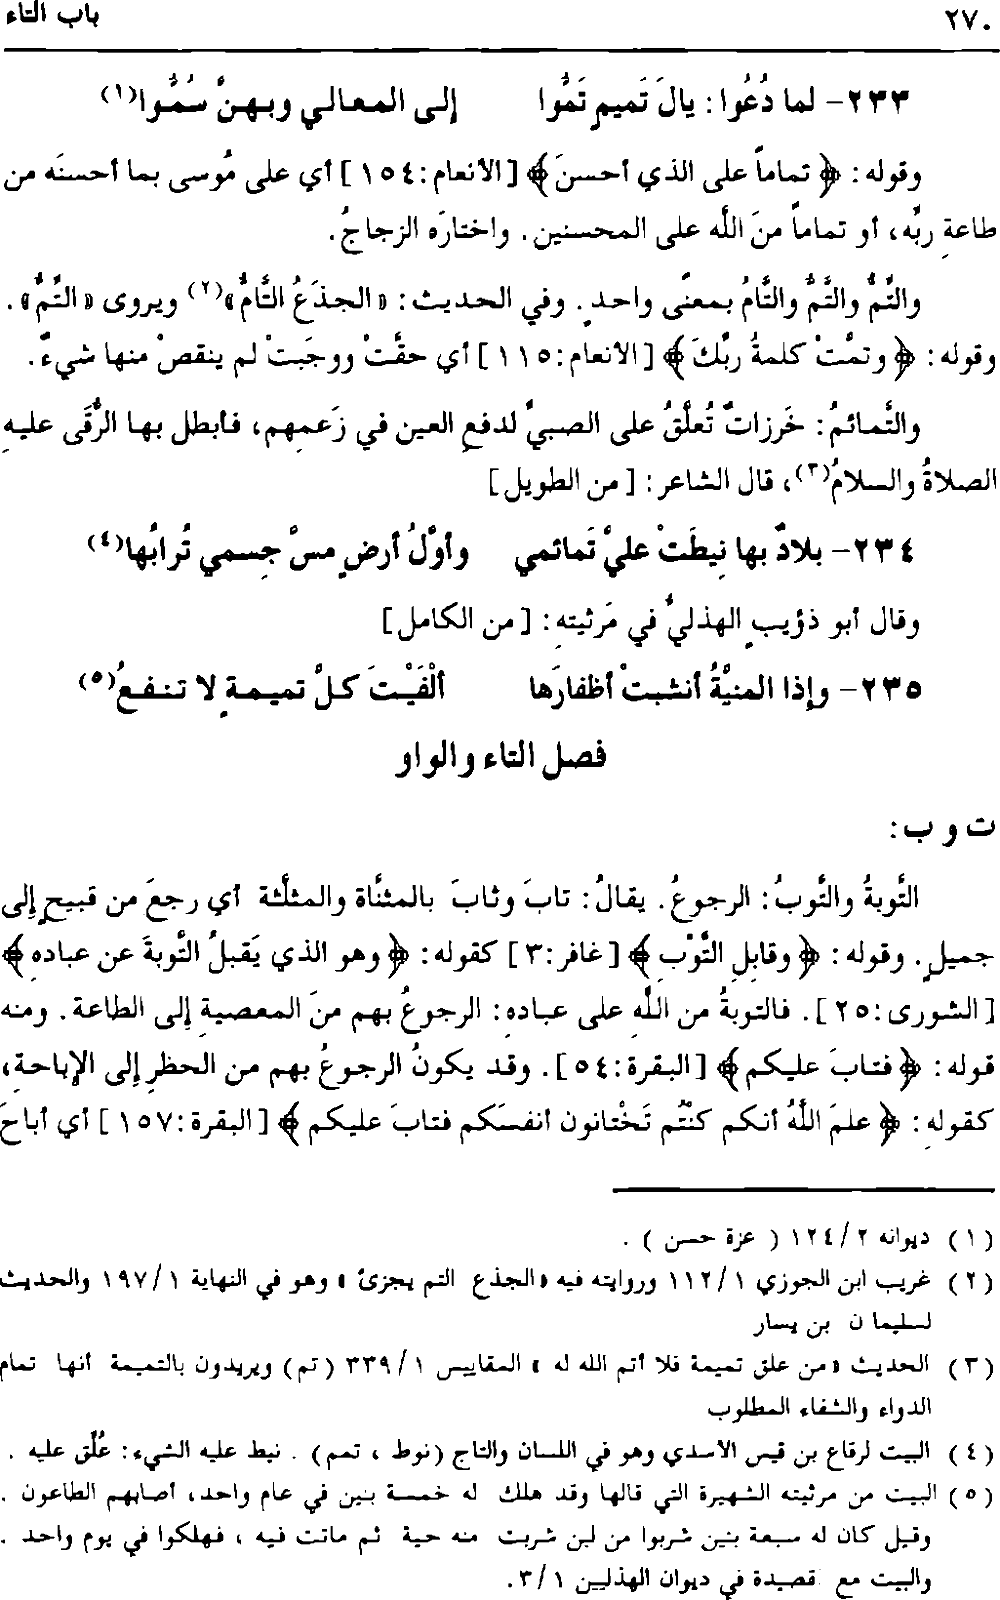 ٢٧٠ باب التاء
٢٣٣- لما دُعُوا: يالَ تَميمٍ تَمُّوا إلى المعالي وبهنَّ سُمُّوا(١)
وقوله: ﴿ تماماً على الذي أحسنَ﴾ [الأنعام:١٥٤] أي على مُوسى بما أحسنَه من
طاعةِ ربِّه، أو تماماً منَ اللَّه على المحسنين. واختارَه الزجاجُ.
والتِّمُّ والتَّمُّ والتَّامُ بمعنًى واحدٍ. وفي الحديث: «الجذَعُ التَّامُّ»(٢) ويروى «التِّمُّ».
وقوله: ﴿وتمَّتْ كلمةُ ربِّكَ﴾ [الأنعام:١١٥] أي حقَّتْ ووجَبتْ لم ينقصْ منها شيءٌ.
والتَّمائمُ: خَرزاتٌ تُعلَّقُ على الصبيِّ لدفعِ العين في زَعمِهم، فأبطل بها الرُّقَى عليهِ
الصلاةُ والسلامُ(٣)، قال الشاعر: [من الطويل]
٢٣٤- بلادٌ بها نِيطَتْ عليَّ تَمائمي وأوَّلُ أرضٍ مسَّ جِسمي تُرابُها(٤)
وقال أبو ذؤيبٍ الهذليُّ في مَرثيتِه: [من الكامل]
٢٣٥- وإذا المنيَّةُ أنشبتْ أظفارَها ألْفَيْتَ كلَّ تميمةٍ لا تنفعُ(٥)
فصل التاء والواو
ت و ب:
التَّوبةُ والتَّوبُ: الرجوعُ. يقالُ: تابَ وثابَ بالمثنَّاة والمثلَّثة أي رجعَ من قبيحٍ إلى
جميلٍ. وقوله: ﴿وقابلِ التَّوْبِ﴾ [غافر:٣] كقوله: ﴿وهو الذي يَقبلُ التَّوبةَ عن عبادهِ﴾
[الشورى:٢٥]. فالتوبةُ من اللَّهِ على عباده: الرجوعُ بهم منَ المعصيةِ إلى الطاعة. ومنه
قوله: ﴿فتابَ عليكم﴾ [البقرة:٥٤]. وقد يكونُ الرجوعُ بهم من الحظرِ إلى الإباحةِ،
كقولهِ: ﴿علمَ اللَّهُ أنكم كنتُم تَخْتانون أنفسَكم فتابَ عليكم﴾ [البقرة:١٥٧] أي أباحَ
(١) ديوانه ١٢٤/٢ ( عزة حسن ) .
(٢) غريب ابن الجوزي ١١٢/١ وروايته فيه «الجذع التم يجزئ» وهو في النهاية ١٩٧/١ والحديث
لسليمان بن يسار
(٣) الحديث «من علق تميمة فلا أتم الله له» المقاييس ٣٣٩/١ (تم) ويريدون بالتميمة أنها تمام
الدواء والشفاء المطلوب
(٤) البيت لرقاع بن قيس الأسدي وهو في اللسان والتاج (نوط ، تمم) . نيط عليه الشيء: عُلِّق عليه .
(٥) البيت من مرثيته الشهيرة التي قالها وقد هلك له خمسة بنين في عام واحد، أصابهم الطاعون .
وقيل كان له سبعة بنين شربوا من لبن شربت منه حية ثم ماتت فيه ، فهلكوا في يوم واحد .
والبيت مع قصيدة في ديوان الهذليين ٣/١.